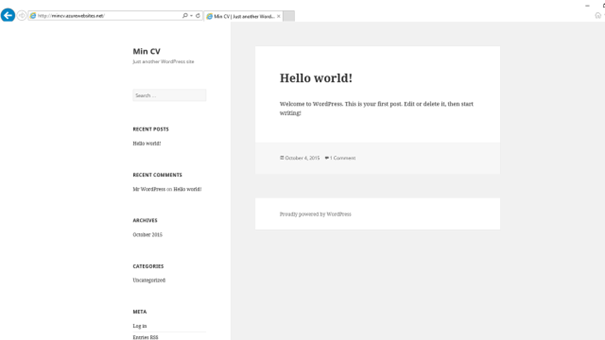 http://mincv.azurewebsites.net/
Min CV | Just another Word...
Min CV
Just another WordPress site
Search ...
RECENT POSTS
Hello world!
RECENT COMMENTS
Mr WordPress on Hello world!
ARCHIVES
October 2015
CATEGORIES
Uncategorized
META
Log in
Entries RSS
Hello world!
Welcome to WordPress. This is your first post. Edit or delete it, then start
writing!
October 6, 2015 1 Comment
Proudly powered by WordPress